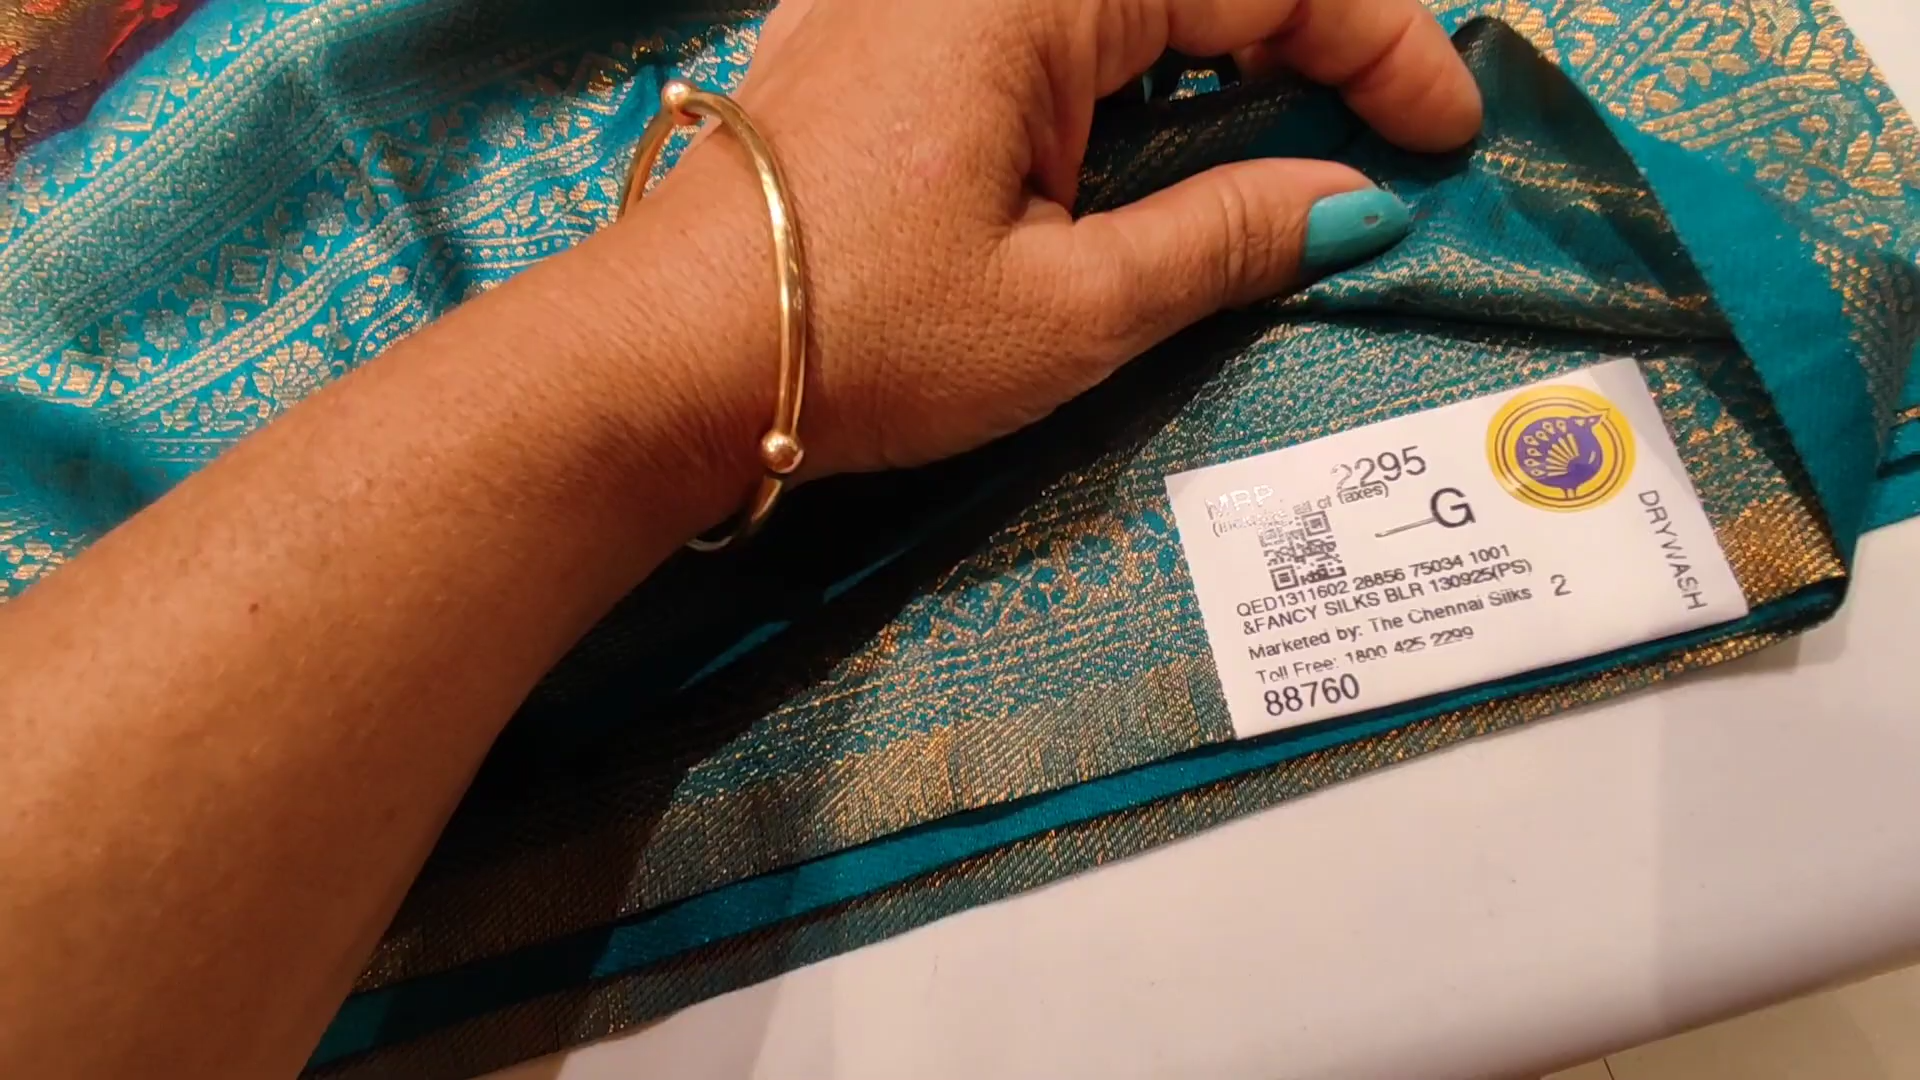 MRP. 2295
(Inclusive all of taxes)
G
QED1311602 28856 75034 1001
&FANCY SILKS BLR 130925(PS)
Marketed by: The Chennai Silks 2
Toll Free: 1800 425 2299
88760
DRYWASH